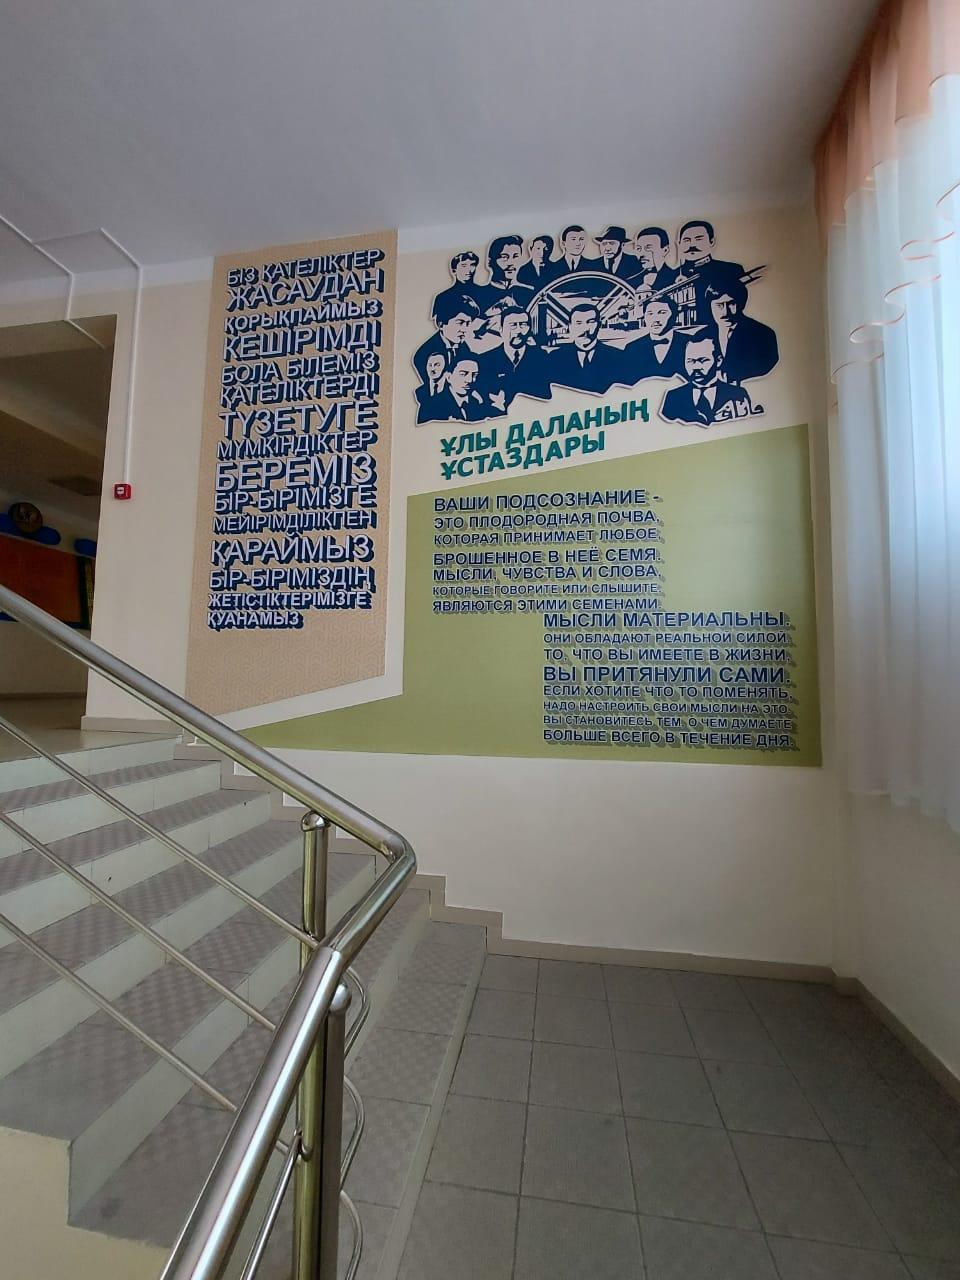 БІЗ ҚАТЕЛІКТЕР
ЖАСАУДАН
ҚОРЫҚПАЙМЫЗ
КЕШІРІМДІ
БОЛА БІЛЕМІЗ
ҚАТЕЛІКТЕРДІ
ТҮЗЕТУГЕ
МҮМКІНДІКТЕР
БЕРЕМІЗ
БІР-БІРІМІЗГЕ
МЕЙІРІМДІЛІКПЕН
ҚАРАЙМЫЗ
БІР-БІРІМІЗДІҢ
ЖЕТІСТІКТЕРІМІЗГЕ
ҚУАНАМЫЗ
ҰЛЫ ДАЛАНЫҢ
ҰСТАЗДАРЫ
ВАШИ ПОДСОЗНАНИЕ -
ЭТО ПЛОДОРОДНАЯ ПОЧВА,
КОТОРАЯ ПРИНИМАЕТ ЛЮБОЕ,
БРОШЕННОЕ В НЕЁ СЕМЯ.
МЫСЛИ, ЧУВСТВА И СЛОВА,
КОТОРЫЕ ГОВОРИТЕ ИЛИ СЛЫШИТЕ,
ЯВЛЯЮТСЯ ЭТИМИ СЕМЕНАМИ.
МЫСЛИ МАТЕРИАЛЬНЫ.
ОНИ ОБЛАДАЮТ РЕАЛЬНОЙ СИЛОЙ.
ТО, ЧТО ВЫ ИМЕЕТЕ В ЖИЗНИ,
ВЫ ПРИТЯНУЛИ САМИ.
ЕСЛИ ХОТИТЕ ЧТО ТО ПОМЕНЯТЬ,
НАДО НАСТРОИТЬ СВОИ МЫСЛИ НА ЭТО.
ВЫ СТАНОВИТЕСЬ ТЕМ, О ЧЕМ ДУМАЕТЕ
БОЛЬШЕ ВСЕГО В ТЕЧЕНИЕ ДНЯ.